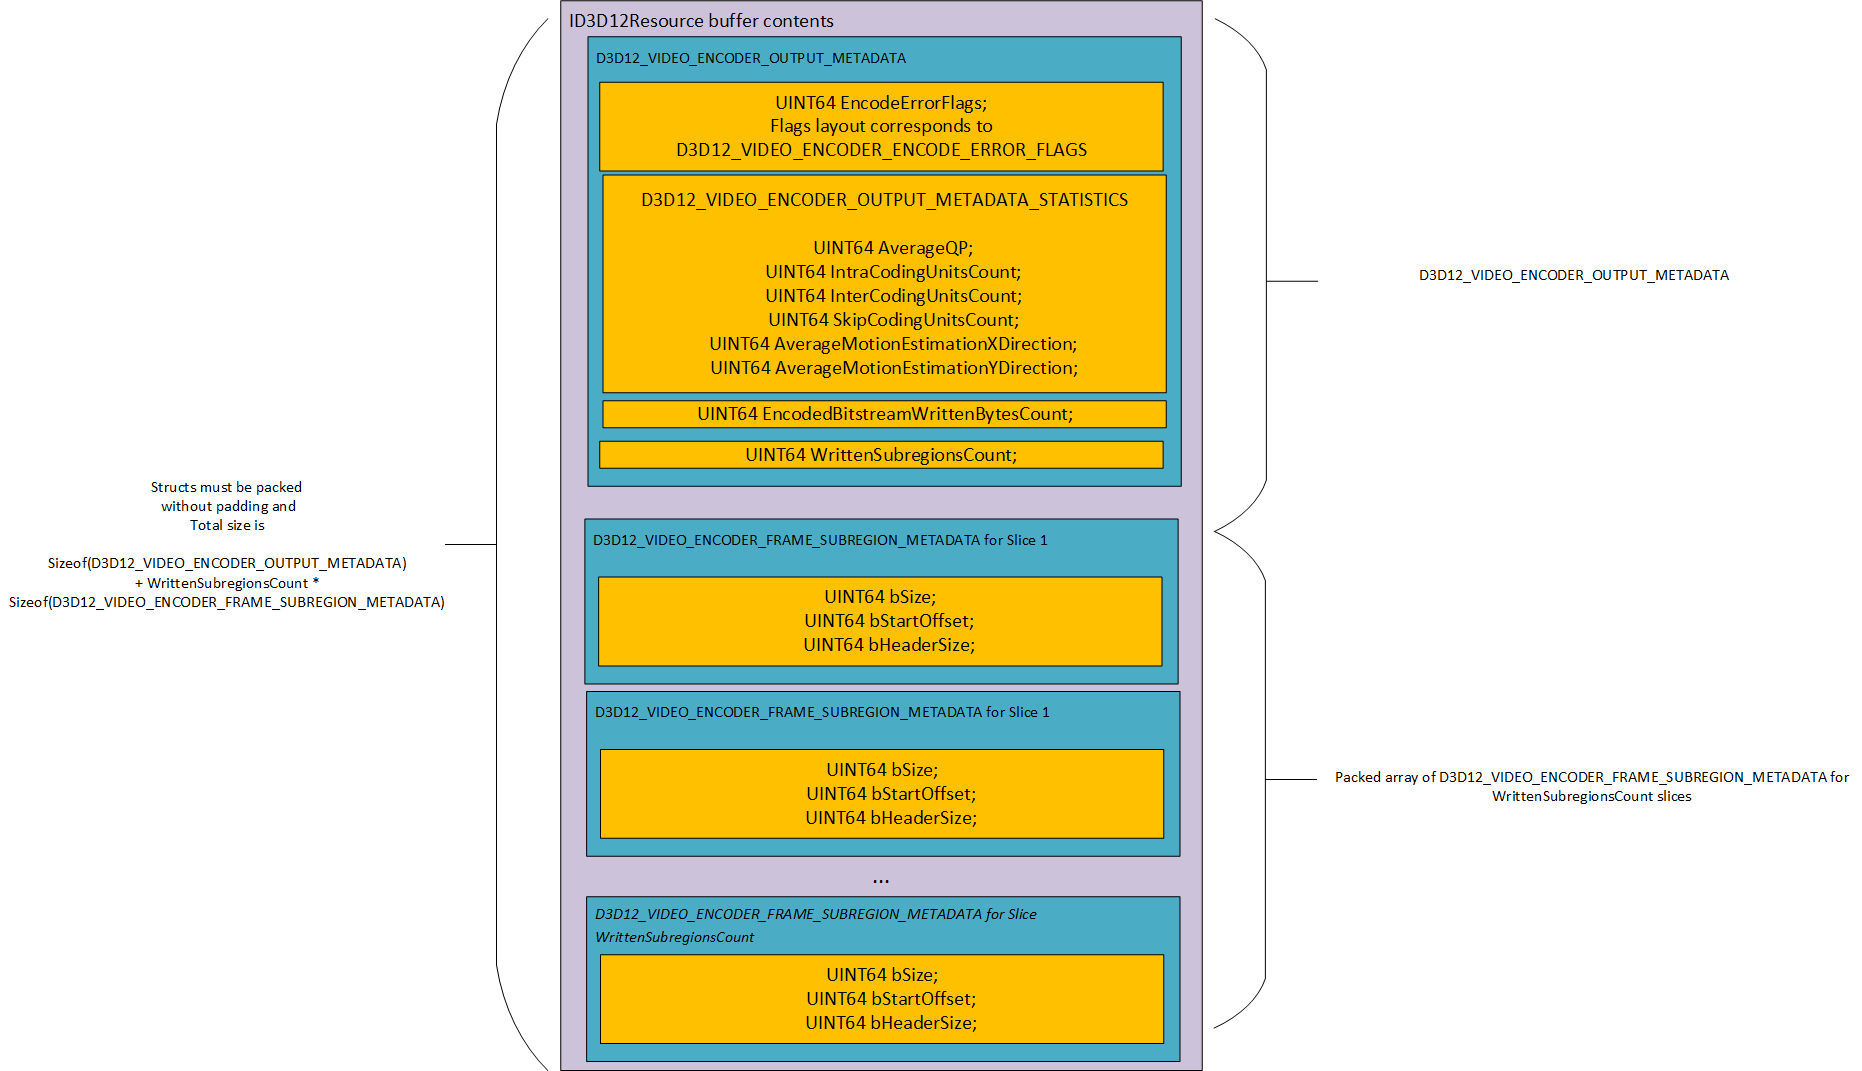 ID3D12Resource buffer contents
D3D12_VIDEO_ENCODER_OUTPUT_METADATA
UINT64 EncodeErrorFlags;
Flags layout corresponds to
D3D12_VIDEO_ENCODER_ENCODE_ERROR_FLAGS
D3D12_VIDEO_ENCODER_OUTPUT_METADATA_STATISTICS
UINT64 AverageQP;
UINT64 IntraCodingUnitsCount;
UINT64 InterCodingUnitsCount;
UINT64 SkipCodingUnitsCount;
UINT64 AverageMotionEstimationXDirection;
UINT64 AverageMotionEstimationYDirection;
UINT64 EncodedBitstreamWrittenBytesCount;
UINT64 WrittenSubregionsCount;
D3D12_VIDEO_ENCODER_OUTPUT_METADATA
Structs must be packed
without padding and
Total size is
Sizeof(D3D12_VIDEO_ENCODER_OUTPUT_METADATA)
+ WrittenSubregionsCount *
Sizeof(D3D12_VIDEO_ENCODER_FRAME_SUBREGION_METADATA)
D3D12_VIDEO_ENCODER_FRAME_SUBREGION_METADATA for Slice 1
UINT64 bSize;
UINT64 bStartOffset;
UINT64 bHeaderSize;
D3D12_VIDEO_ENCODER_FRAME_SUBREGION_METADATA for Slice 1
UINT64 bSize;
UINT64 bStartOffset;
UINT64 bHeaderSize;
...
D3D12_VIDEO_ENCODER_FRAME_SUBREGION_METADATA for Slice
WrittenSubregionsCount
UINT64 bSize;
UINT64 bStartOffset;
UINT64 bHeaderSize;
Packed array of D3D12_VIDEO_ENCODER_FRAME_SUBREGION_METADATA for
WrittenSubregionsCount slices